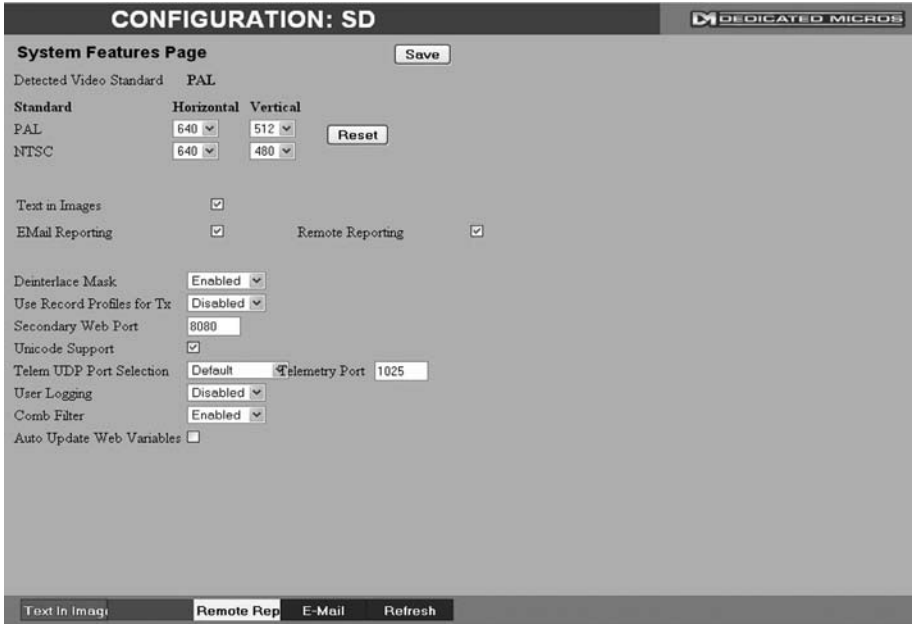 CONFIGURATION: SD
DEDICATED MICROS
System Features Page
Save
Detected Video Standard PAL
Standard Horizontal Vertical
PAL 640 512
Reset
NTSC 640 480
Text in Images
EMail Reporting Remote Reporting
Deinterlace Mask Enabled
Use Record Profiles for Tx Disabled
Secondary Web Port 8080
Unicode Support
Telem UDP Port Selection Default Telemetry Port 1025
User Logging Disabled
Comb Filter Enabled
Auto Update Web Variables
Text In Imag Remote Rep E-Mail Refresh